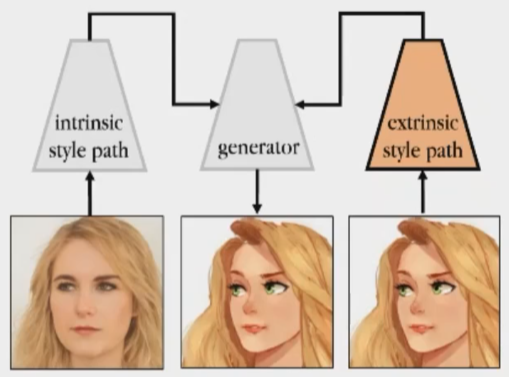 intrinsic
style path
generator
extrinsic
style path